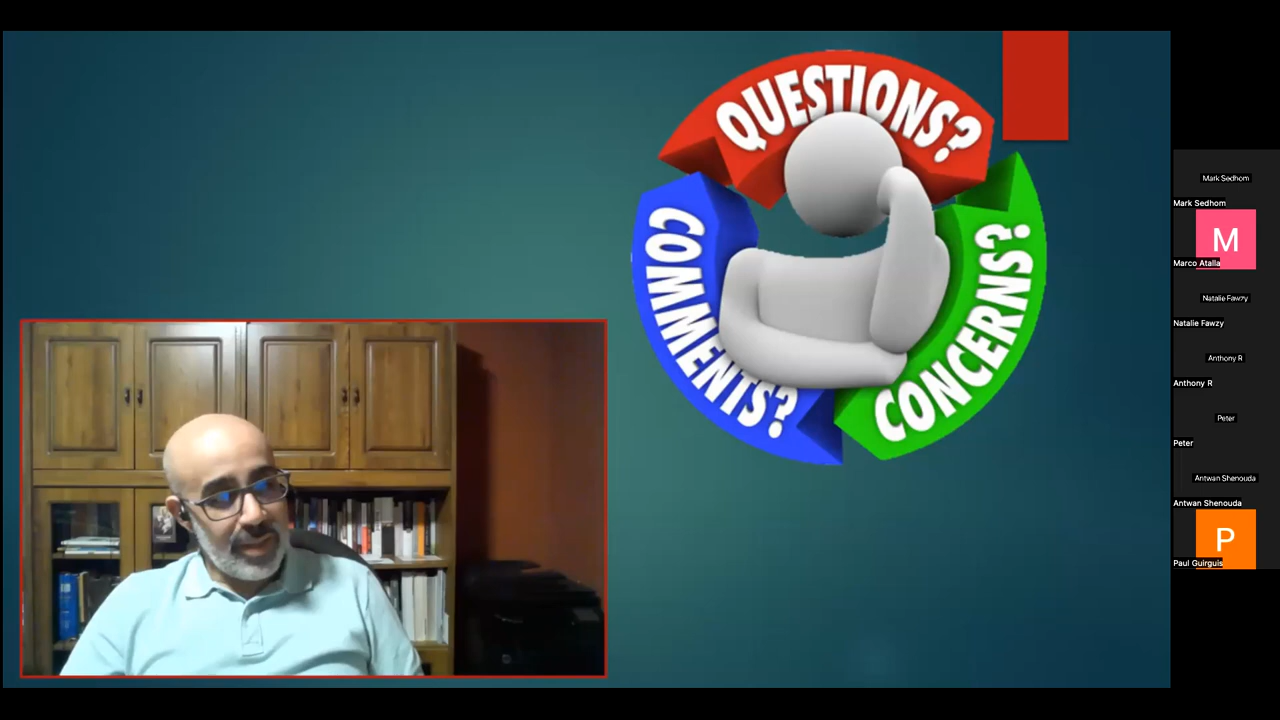 QUESTIONS?
CONCERNS?
COMMENTS?
Mark Sedhom
Mark Sedhom
M
Marco Atalla
Natalie Fawzy
Natalie Fawzy
Anthony R
Anthony R
Peter
Peter
Antwan Shenouda
Antwan Shenouda
P
Paul Guirguis